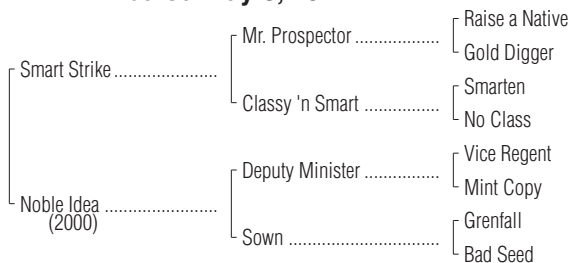 Raise a Native
Mr. Prospector ..................
Gold Digger
Smart Strike ......................
Smarten
Classy 'n Smart ................
No Class
Vice Regent
Deputy Minister ................
Mint Copy
Noble Idea ........................
(2000)
Grenfall
Sown ................................
Bad Seed